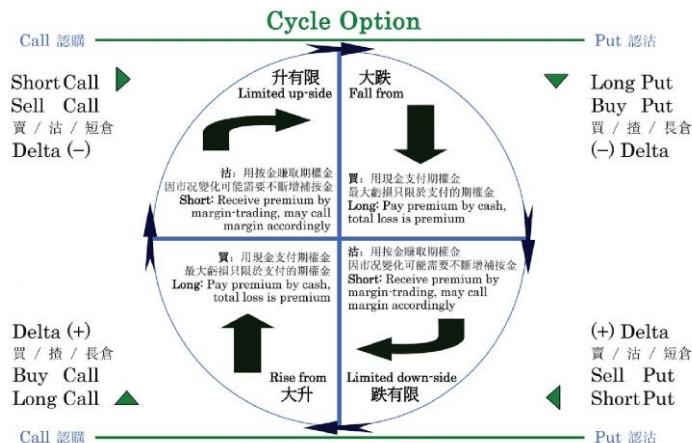 Cycle Option
Call 認購
Put 認沽
Short Call
Sell Call
賣 / 沽 / 短倉
Delta (–)
升有限
Limited up-side
沽：用按金賺取期權金
因市況變化可能需要不斷增補按金
Short: Receive premium by
margin-trading, may call
margin accordingly
大跌
Fall from
買：用現金支付期權金
最大虧損只限於支付的期權金
Long: Pay premium by cash,
total loss is premium
Long Put
Buy Put
買 / 揸 / 長倉
(–) Delta
Delta (+)
買 / 揸 / 長倉
Buy Call
Long Call
買：用現金支付期權金
最大虧損只限於支付的期權金
Long: Pay premium by cash,
total loss is premium
Rise from
大升
沽：用按金賺取期權金
因市況變化可能需要不斷增補按金
Short: Receive premium by
margin-trading, may call
margin accordingly
Limited down-side
跌有限
(+) Delta
賣 / 沽 / 短倉
Sell Put
Short Put
Call 認購
Put 認沽